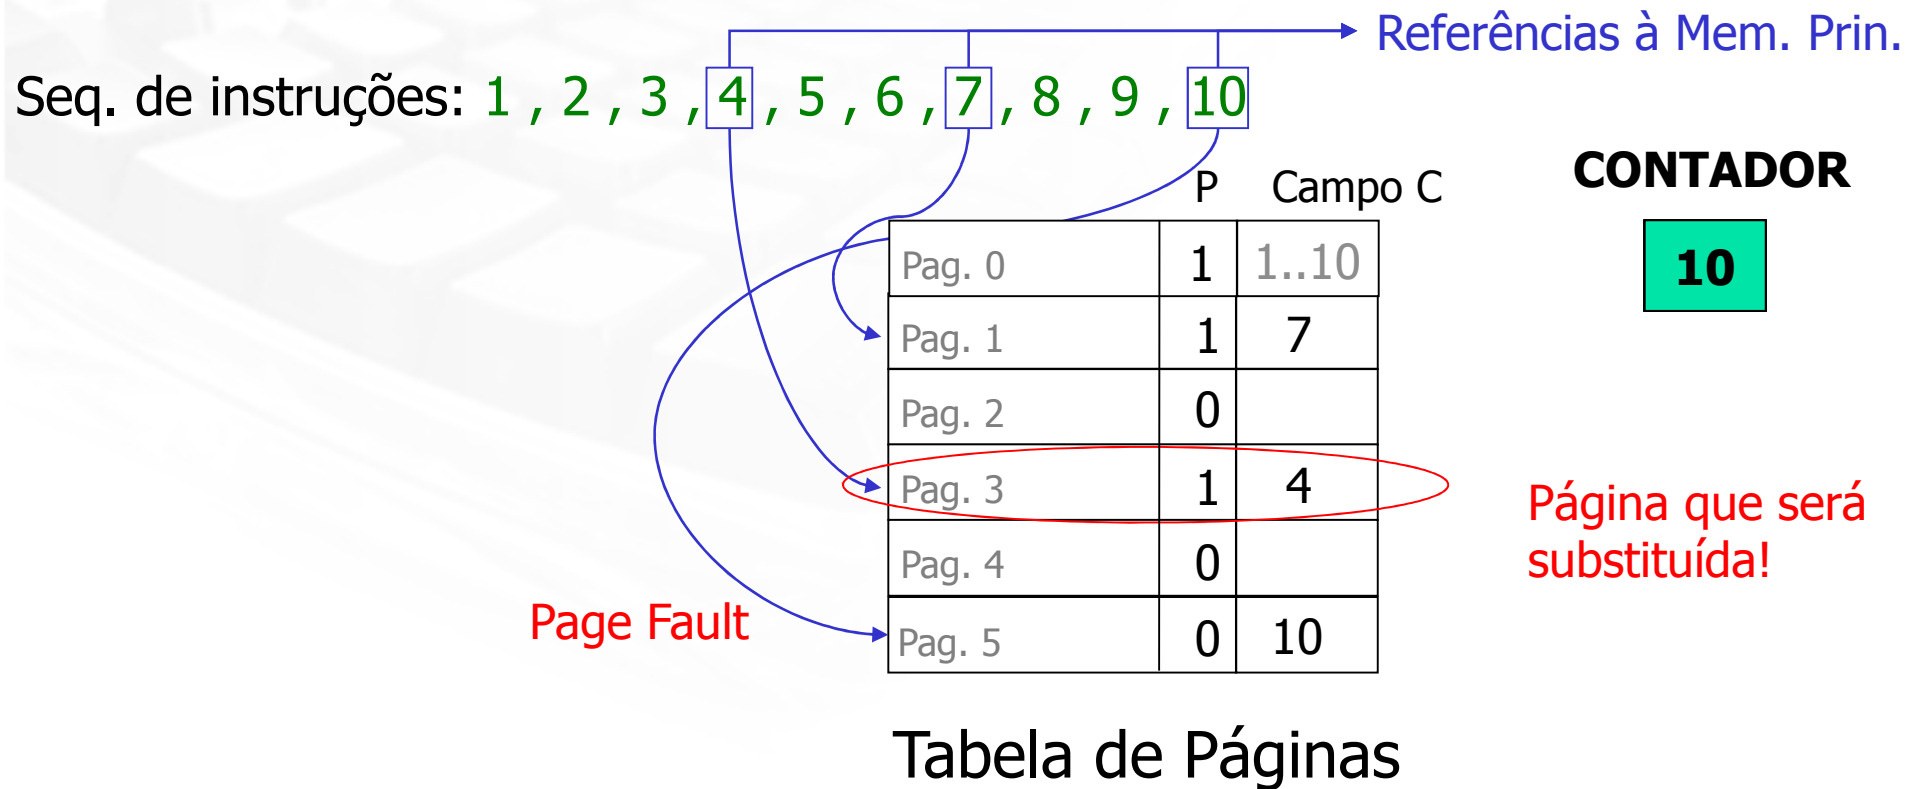 Referências à Mem. Prin.
Seq. de instruções: 1 , 2 , 3 , 4 , 5 , 6 , 7 , 8 , 9 , 10
CONTADOR
10
P Campo C
Pag. 0 1 1..10
Pag. 1 1 7
Pag. 2 0
Pag. 3 1 4
Pag. 4 0
Pag. 5 0 10
Página que será
substituída!
Page Fault
Tabela de Páginas